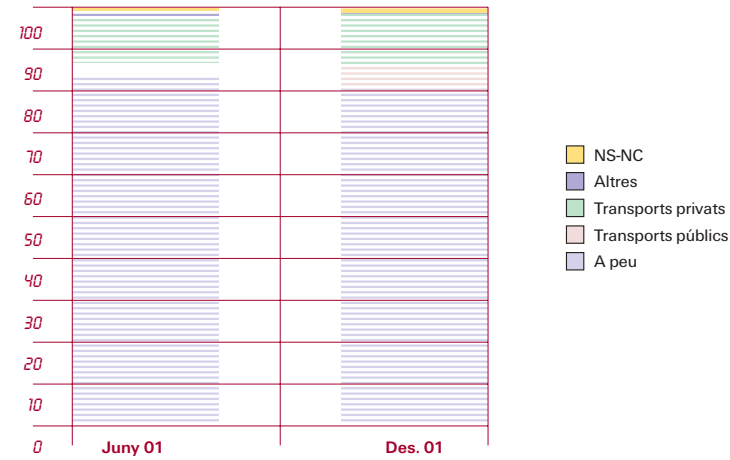 100
90
80
70
60
50
40
30
20
10
0
Juny 01
Des. 01
NS-NC
Altres
Transports privats
Transports públics
A peu